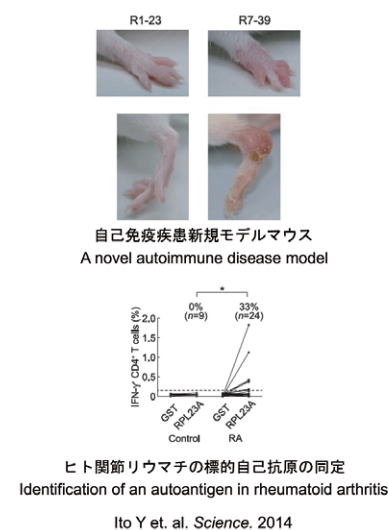 R1-23
R7-39
自己免疫疾患新規モデルマウス
A novel autoimmune disease model
*
0%
(n=9)
33%
(n=24)
IFN-γ⁺ CD4⁺ T cells (%)
2.0
1.5
1.0
0.5
0
GST
RPL23A
GST
RPL23A
Control
RA
ヒト関節リウマチの標的自己抗原の同定
Identification of an autoantigen in rheumatoid arthritis
Ito Y et. al. Science. 2014